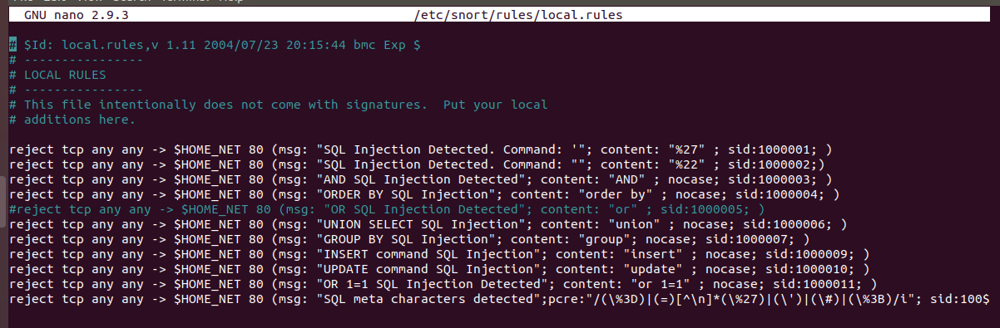 GNU nano 2.9.3 /etc/snort/rules/local.rules
# $Id: local.rules,v 1.11 2004/07/23 20:15:44 bmc Exp $
# ----------------
# LOCAL RULES
# ----------------
# This file intentionally does not come with signatures.  Put your local
# additions here.
reject tcp any any -> $HOME_NET 80 (msg: "SQL Injection Detected. Command: '"; content: "%27" ; sid:1000001; )
reject tcp any any -> $HOME_NET 80 (msg: "SQL Injection Detected. Command: ""; content: "%22" ; sid:1000002;)
reject tcp any any -> $HOME_NET 80 (msg: "AND SQL Injection Detected"; content: "AND" ; nocase; sid:1000003; )
reject tcp any any -> $HOME_NET 80 (msg: "ORDER BY SQL Injection"; content: "order by" ; nocase; sid:1000004; )
#reject tcp any any -> $HOME_NET 80 (msg: "OR SQL Injection Detected"; content: "or" ; sid:1000005; )
reject tcp any any -> $HOME_NET 80 (msg: "UNION SELECT SQL Injection"; content: "union" ; nocase; sid:1000006; )
reject tcp any any -> $HOME_NET 80 (msg: "GROUP BY SQL Injection"; content: "group"; nocase; sid:1000007; )
reject tcp any any -> $HOME_NET 80 (msg: "INSERT command SQL Injection"; content: "insert" ; nocase; sid:1000009; )
reject tcp any any -> $HOME_NET 80 (msg: "UPDATE command SQL Injection"; content: "update" ; nocase; sid:1000010; )
reject tcp any any -> $HOME_NET 80 (msg: "OR 1=1 SQL Injection Detected"; content: "or 1=1" ; nocase; sid:1000011; )
reject tcp any any -> $HOME_NET 80 (msg: "SQL meta characters detected";pcre:"/(\%3D)|(=)[^\n]*(\%27)|(\')|(\#)|(\%3B)/i"; sid:100$